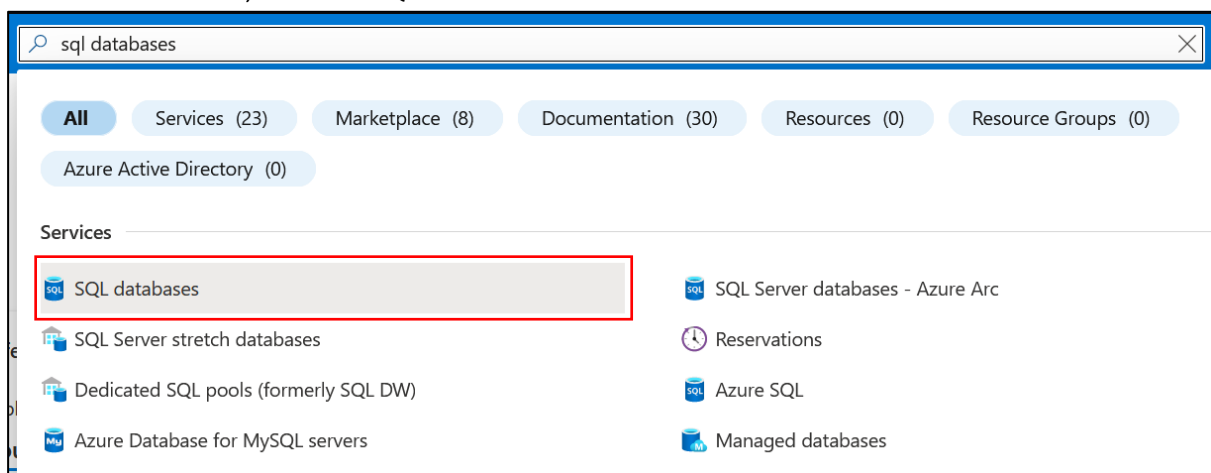 sql databases
All Services (23) Marketplace (8) Documentation (30) Resources (0) Resource Groups (0)
Azure Active Directory (0)
Services
SQL databases SQL Server databases - Azure Arc
SQL Server stretch databases Reservations
Dedicated SQL pools (formerly SQL DW) Azure SQL
Azure Database for MySQL servers Managed databases